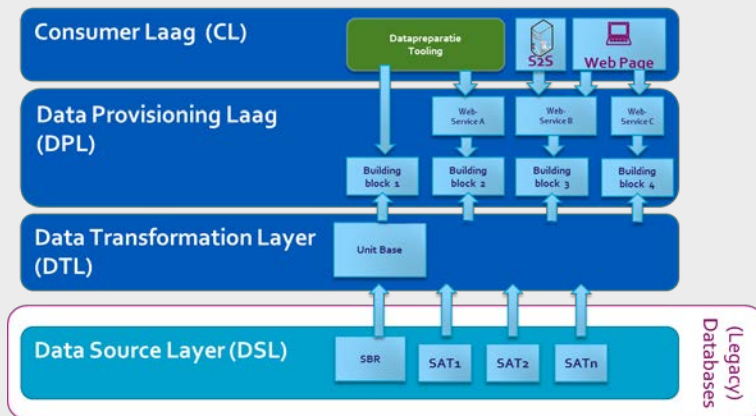 Consumer Laag (CL)
Datapreparatie
Tooling
S2S
Web Page
Data Provisioning Laag
(DPL)
Web-
Service A
Web-
Service B
Web-
Service C
Building
block 1
Building
block 2
Building
block 3
Building
block 4
Data Transformation Layer
(DTL)
Unit Base
Data Source Layer (DSL)
SBR
SAT1
SAT2
SATn
(Legacy)
Databases